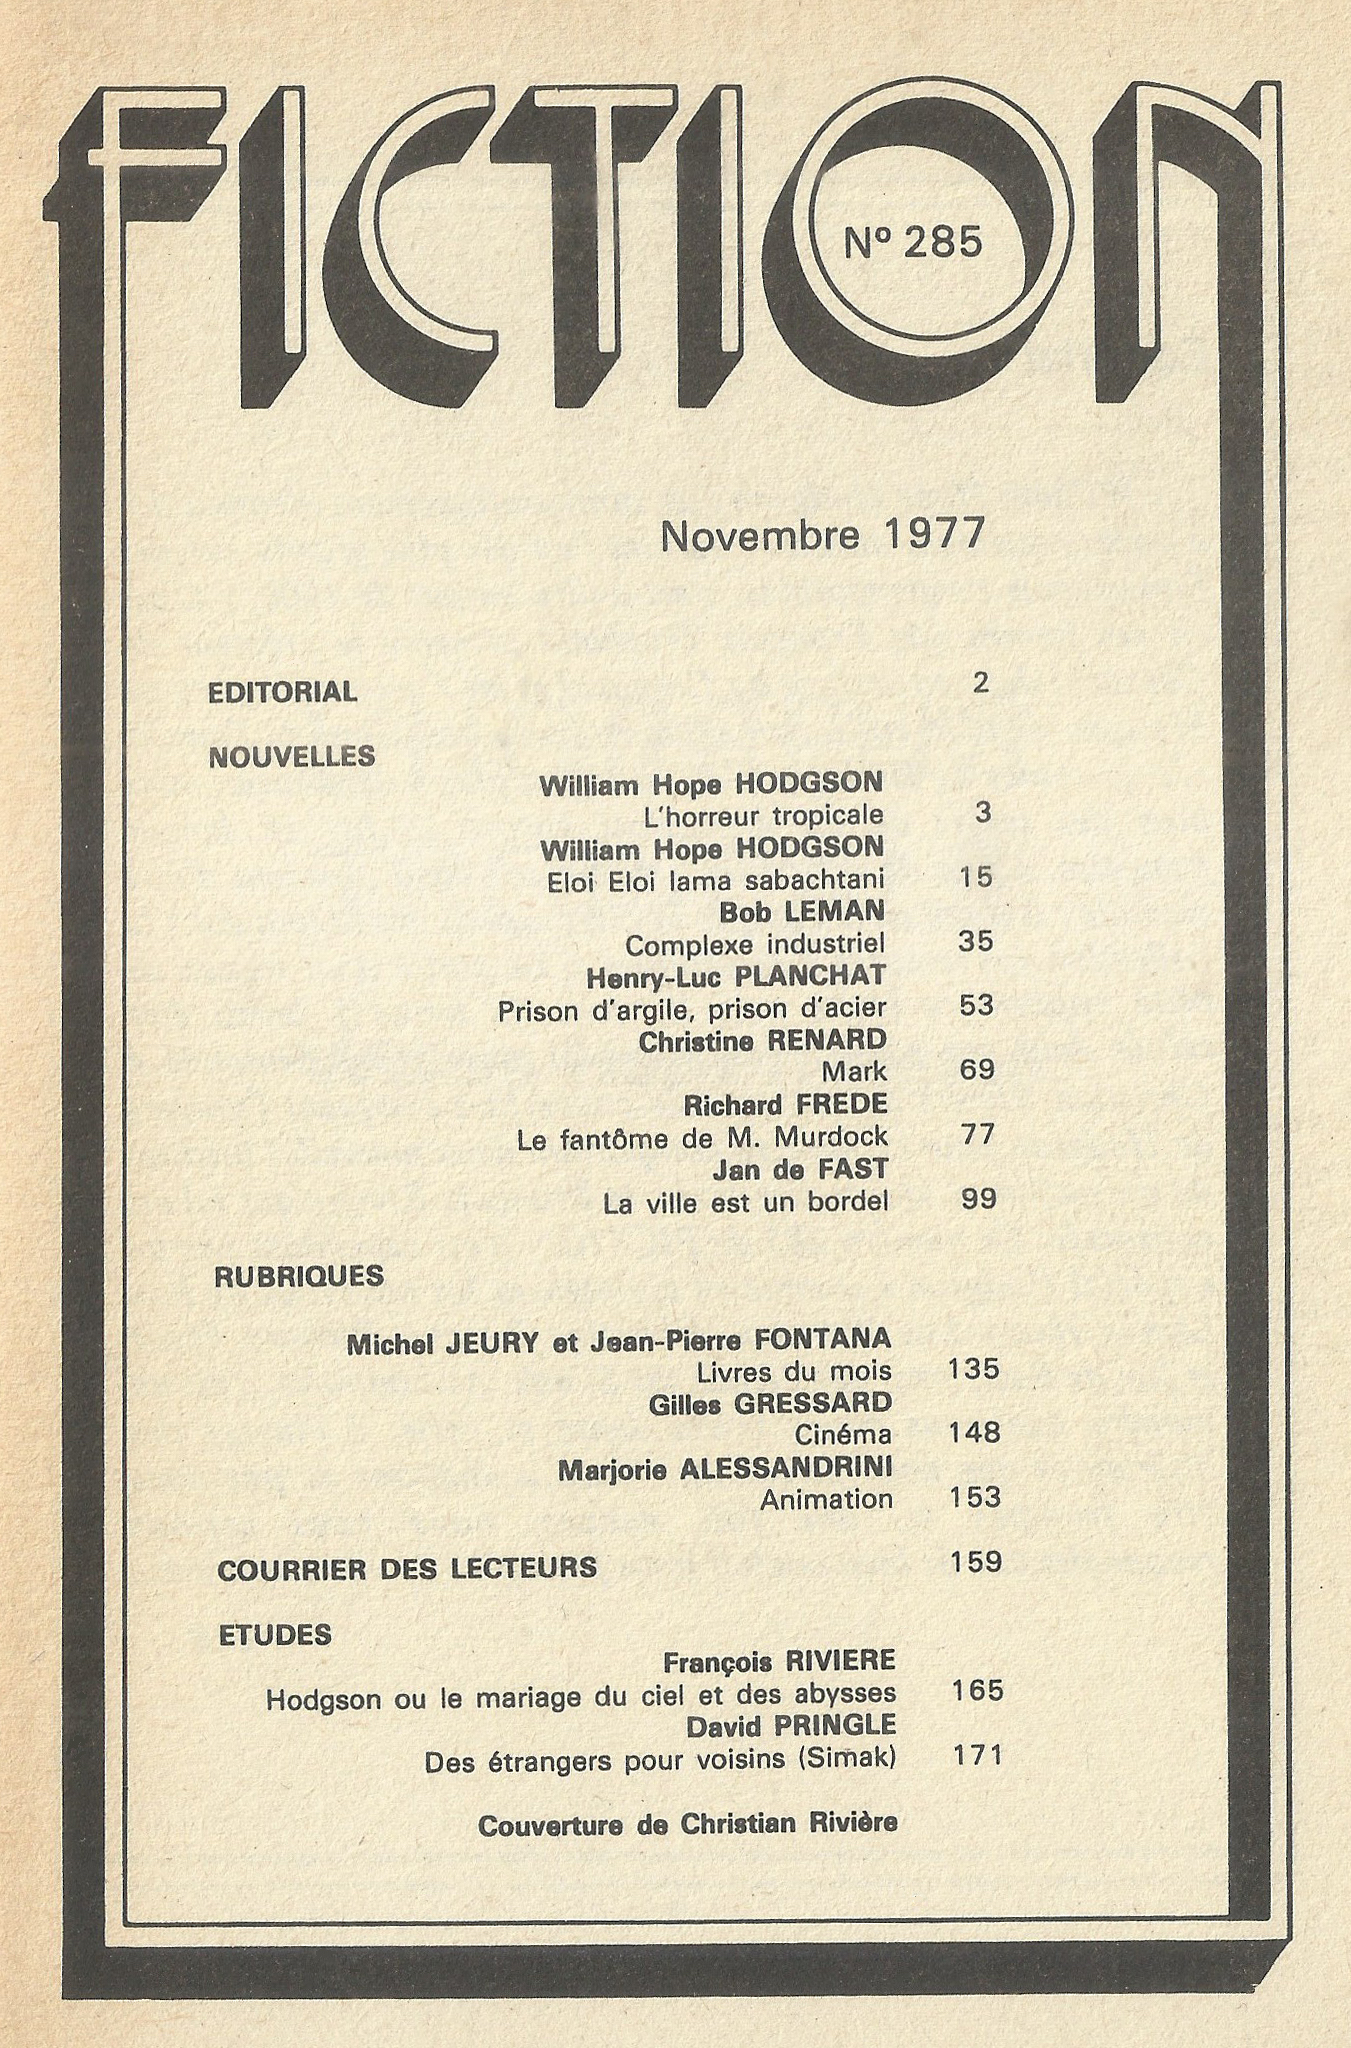 FICTION
Nº 285
Novembre 1977
EDITORIAL 2
NOUVELLES
William Hope HODGSON
L'horreur tropicale 3
William Hope HODGSON
Eloi Eloi lama sabachtani 15
Bob LEMAN
Complexe industriel 35
Henry-Luc PLANCHAT
Prison d'argile, prison d'acier 53
Christine RENARD
Mark 69
Richard FREDE
Le fantôme de M. Murdock 77
Jan de FAST
La ville est un bordel 99
RUBRIQUES
Michel JEURY et Jean-Pierre FONTANA
Livres du mois 135
Gilles GRESSARD
Cinéma 148
Marjorie ALESSANDRINI
Animation 153
COURRIER DES LECTEURS 159
ETUDES
François RIVIERE
Hodgson ou le mariage du ciel et des abysses 165
David PRINGLE
Des étrangers pour voisins (Simak) 171
Couverture de Christian Rivière